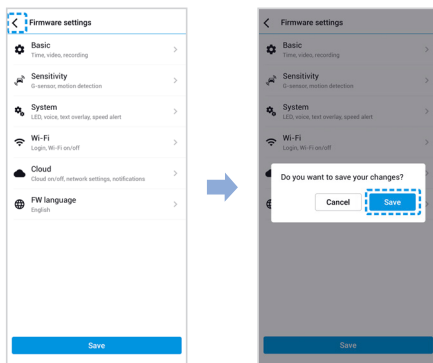 Firmware settings
Basic
Time, video, recording
Sensitivity
G-sensor, motion detection
System
LED, voice, text overlay, speed alert
Wi-Fi
Login, Wi-Fi on/off
Cloud
Cloud on/off, network settings, notifications
FW language
English
Save
Firmware settings
Basic
Time, video, recording
Sensitivity
G-sensor, motion detection
System
LED, voice, text overlay, speed alert
Wi-Fi
Login, Wi-Fi on/off
Do you want to save your changes?
Cancel Save
Save